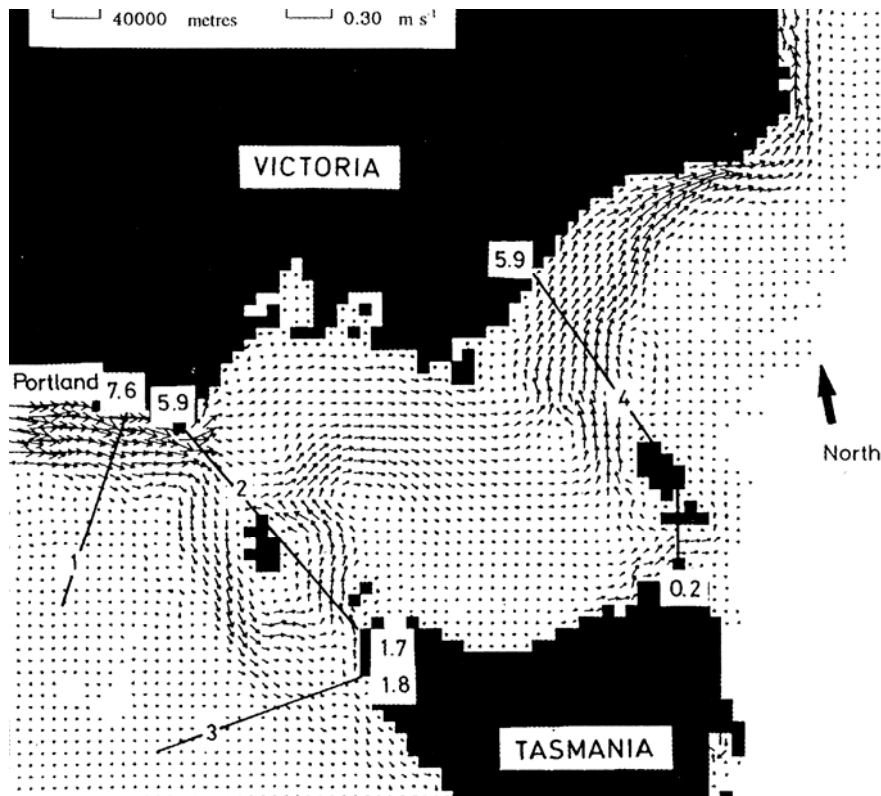 40000 metres 0.30 m s⁻¹
VICTORIA
5.9
Portland 7.6 5.9
4
North
2
1
0.2
1.7
1.8
3
TASMANIA